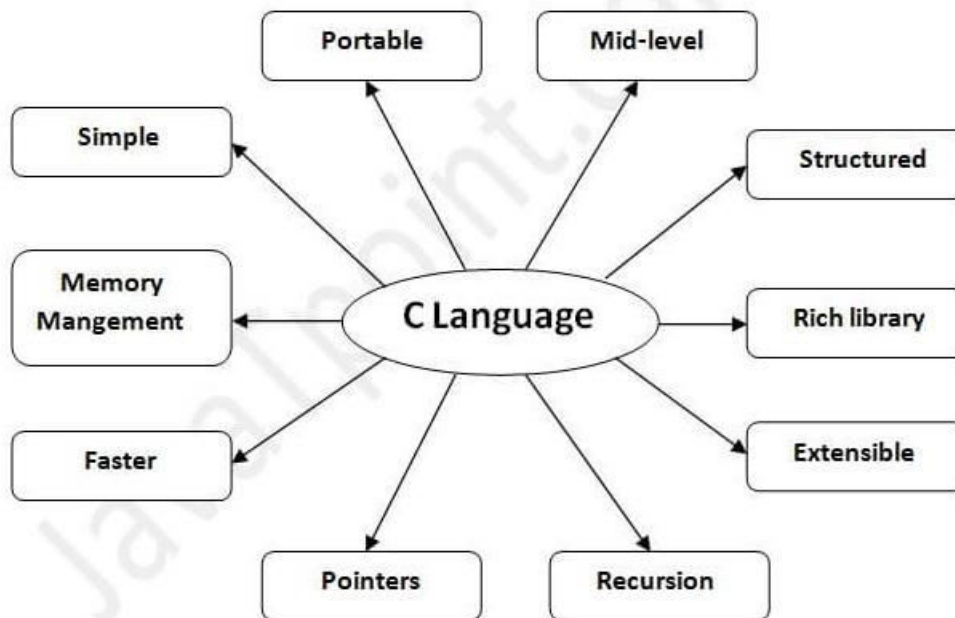 Portable
Mid-level
Simple
Structured
Memory
Mangement
C Language
Rich library
Faster
Extensible
Pointers
Recursion